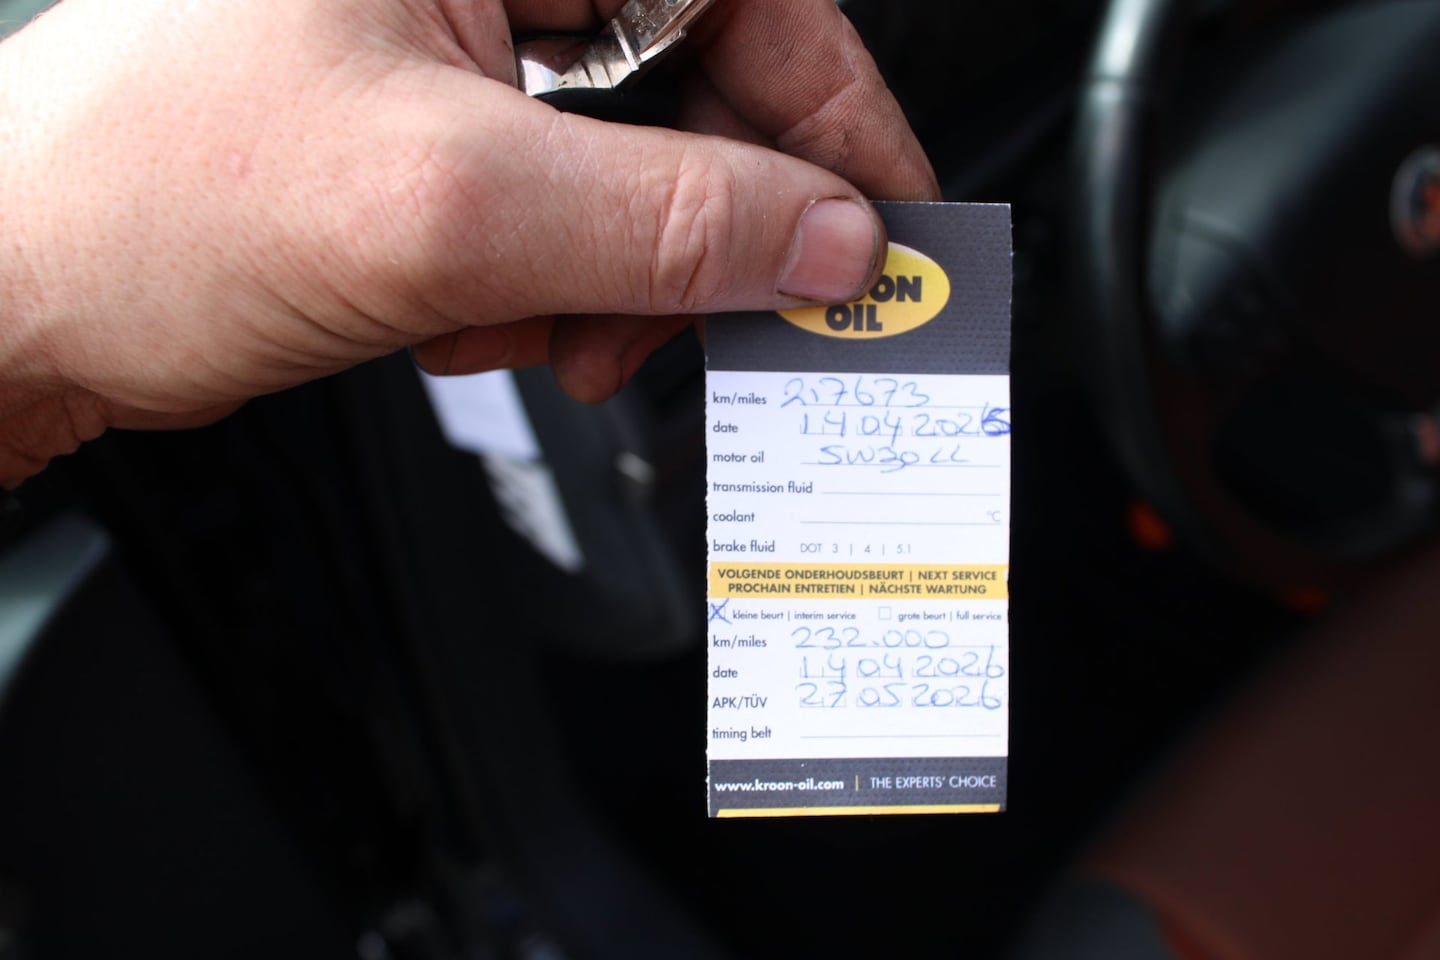 OON
OIL
km/miles 217673
date 14 04 2025
motor oil 5W30 LL
transmission fluid
coantant °C
brake fluid DOT 3 | 4 | 5.1
VOLGENDE ONDERHOUDSBEURT | NEXT SERVICE
PROCHAIN ENTRETIEN | NÄCHSTE WARTUNG
X kleine beurt | interim service grote beurt | full service
km/miles 232.000
date 14 04 2026
APK/TÜV 27 05 2026
timing belt
www.kroon-oil.com | THE EXPERTS' CHOICE